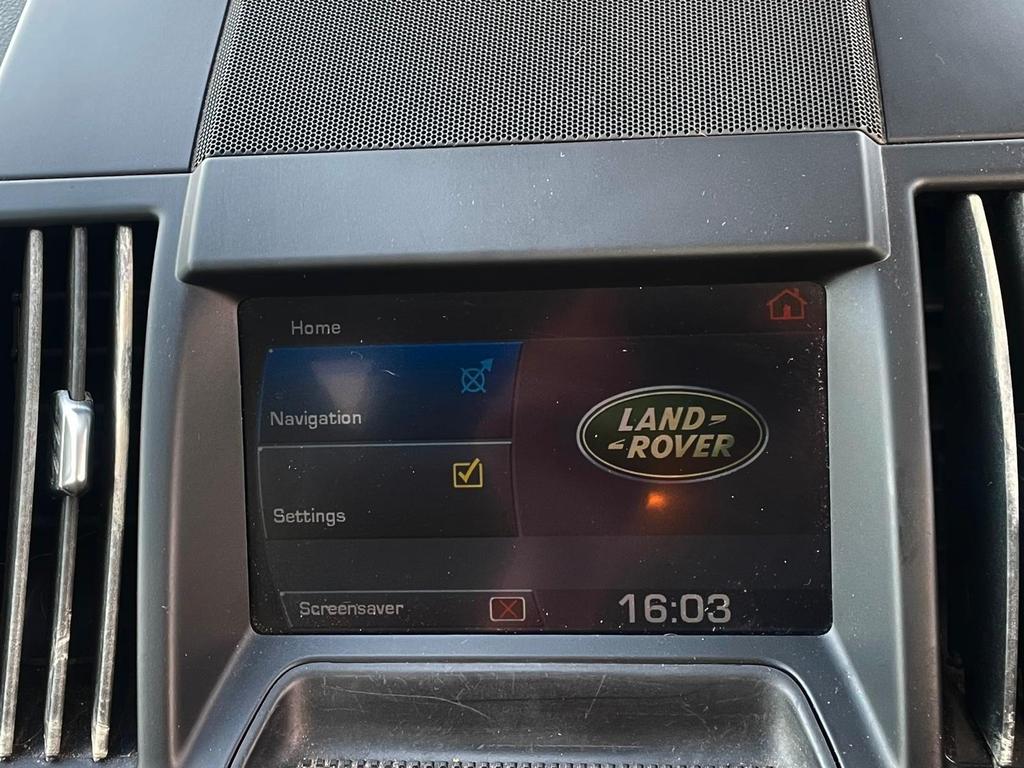 Home
Navigation
LAND
ROVER
Settings
Screensaver
16:03